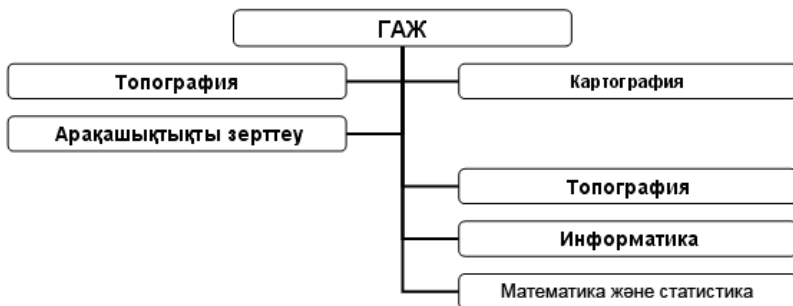 ГАЖ
Топография
Картография
Арақашықтықты зерттеу
Топография
Информатика
Математика және статистика